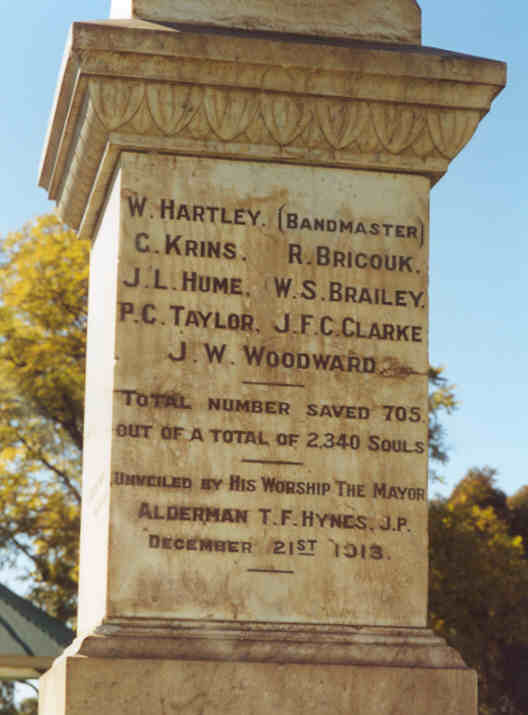 W. HARTLEY. (BANDMASTER)
G. KRINS. R. BRICOUK.
J. L. HUME. W. S. BRAILEY.
P. C. TAYLOR. J. F. C. CLARKE
J. W. WOODWARD.
TOTAL NUMBER SAVED 705.
OUT OF A TOTAL OF 2,340 SOULS
UNVEILED BY HIS WORSHIP THE MAYOR
ALDERMAN T. F. HYNES. J.P.
DECEMBER 21ST 1913.